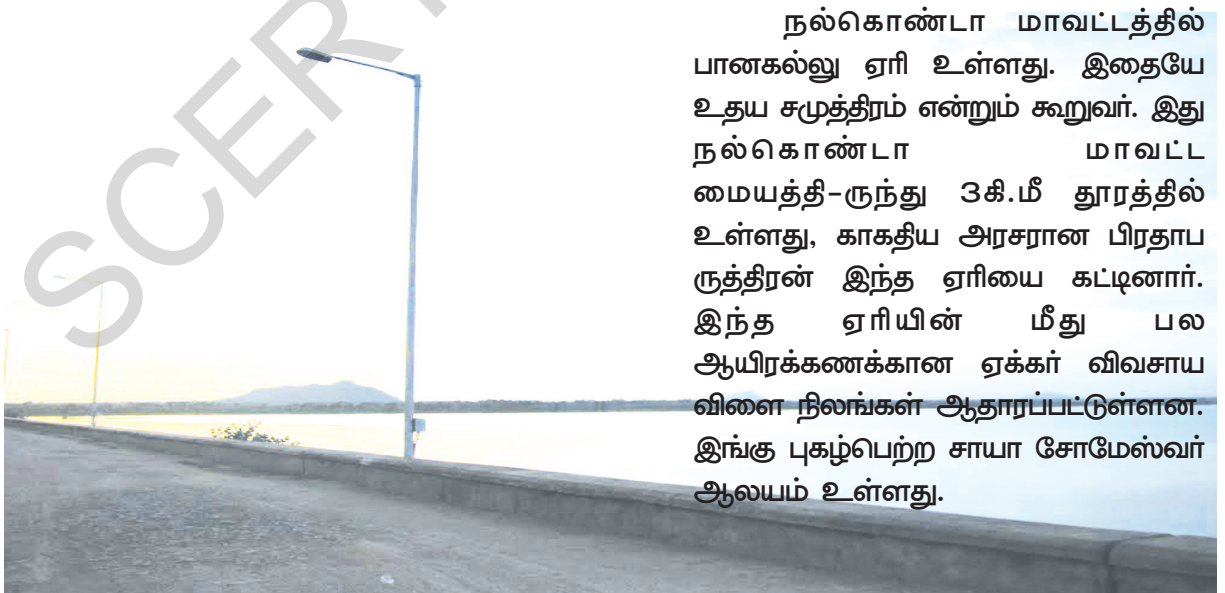 நல்கொண்டா மாவட்டத்தில்
பானகல்லு ஏரி உள்ளது. இதையே
உதய சமுத்திரம் என்றும் கூறுவர். இது
நல்கொண்டா மாவட்ட
மையத்தி-ருந்து 3கி.மீ தூரத்தில்
உள்ளது, காகதிய அரசரான பிரதாப
ருத்திரன் இந்த ஏரியை கட்டினார்.
இந்த ஏரியின் மீது பல
ஆயிரக்கணக்கான ஏக்கர் விவசாய
விளை நிலங்கள் ஆதாரப்பட்டுள்ளன.
இங்கு புகழ்பெற்ற சாயா சோமேஸ்வர்
ஆலயம் உள்ளது.
SCER